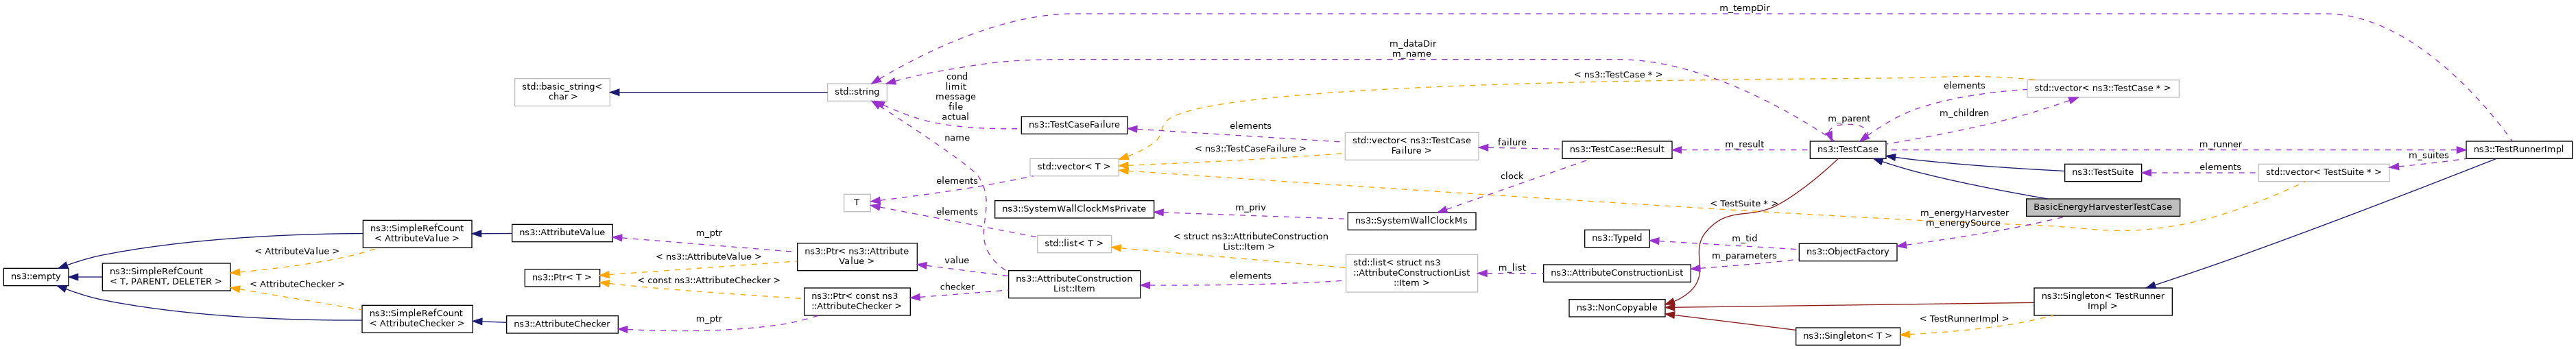 m_tempDir
m_dataDir
m_name
< ns3::TestCase * >
cond
limit
message
file
actual
std::basic_string<
char >
std::string
std::vector< ns3::TestCase * >
elements
m_children
m_parent
ns3::TestCaseFailure
elements
name
std::vector< ns3::TestCase
Failure >
failure
ns3::TestCase::Result
m_result
ns3::TestCase
m_runner
ns3::TestRunnerImpl
m_suites
< ns3::TestCaseFailure >
std::vector< T >
elements
clock
ns3::TestSuite
elements
std::vector< TestSuite * >
T
elements
ns3::SystemWallClockMsPrivate
m_priv
ns3::SystemWallClockMs
< TestSuite * >
BasicEnergyHarvesterTestCase
m_energyHarvester
m_energySource
ns3::SimpleRefCount
< AttributeValue >
ns3::AttributeValue
m_ptr
ns3::Ptr< ns3::Attribute
Value >
std::list< T >
< struct ns3::AttributeConstruction
List::Item >
ns3::TypeId
m_tid
ns3::ObjectFactory
m_parameters
< AttributeValue >
< ns3::AttributeValue >
value
ns3::empty
ns3::SimpleRefCount
< T, PARENT, DELETER >
ns3::Ptr< T >
ns3::AttributeConstruction
List::Item
elements
std::list< struct ns3
::AttributeConstructionList
::Item >
m_list
ns3::AttributeConstructionList
< AttributeChecker >
< const ns3::AttributeChecker >
checker
ns3::Ptr< const ns3
::AttributeChecker >
ns3::SimpleRefCount
< AttributeChecker >
ns3::AttributeChecker
m_ptr
ns3::NonCopyable
ns3::Singleton< TestRunner
Impl >
< TestRunnerImpl >
ns3::Singleton< T >